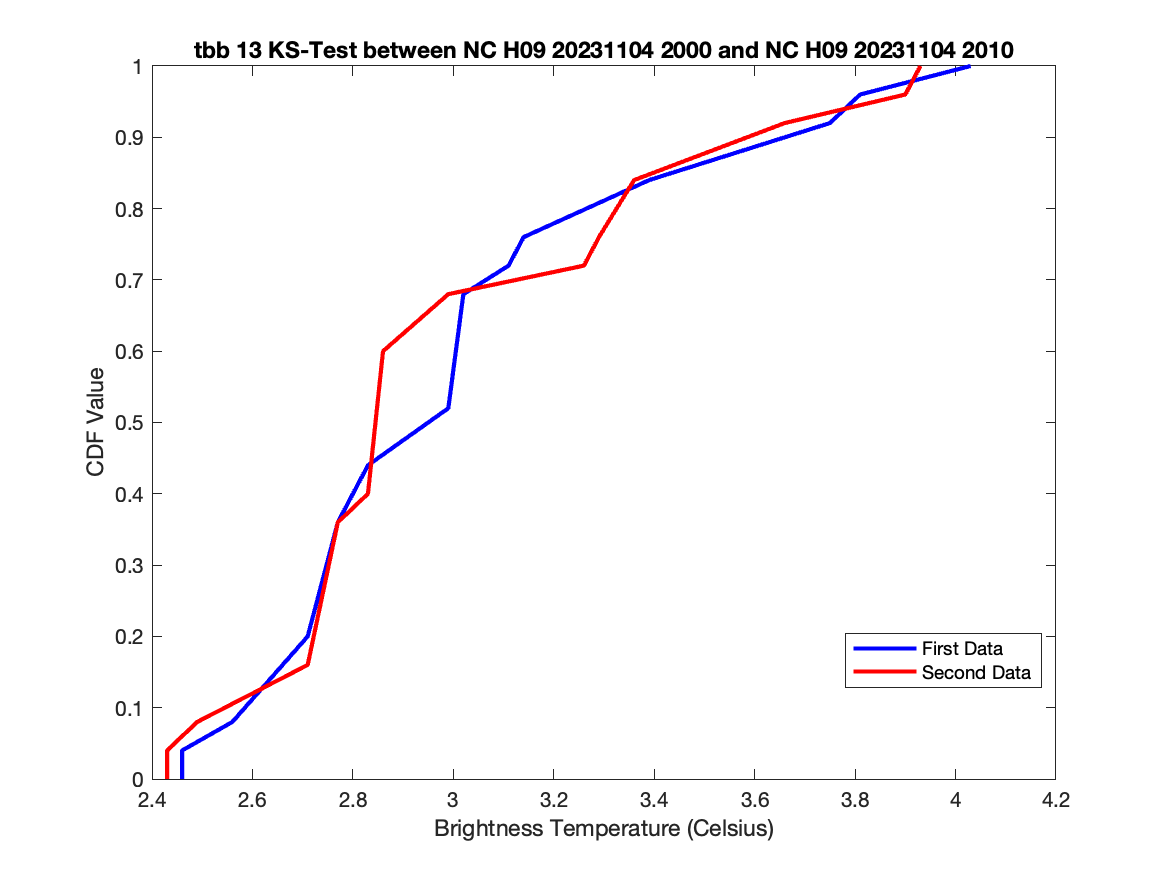 tbb 13 KS-Test between NC H09 20231104 2000 and NC H09 20231104 2010
1
0.9
0.8
0.7
0.6
0.5
0.4
0.3
0.2
0.1
0
CDF Value
First Data
Second Data
2.4 2.6 2.8 3 3.2 3.4 3.6 3.8 4 4.2
Brightness Temperature (Celsius)